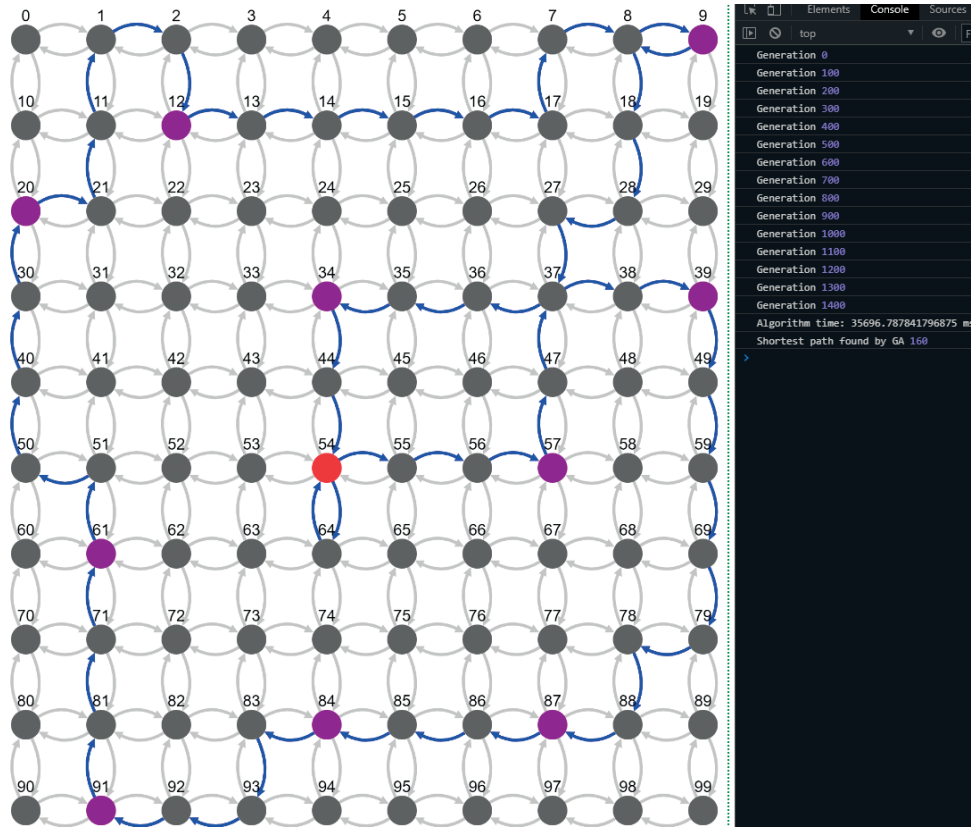 0 1 2 3 4 5 6 7 8 9
10 11 12 13 14 15 16 17 18 19
20 21 22 23 24 25 26 27 28 29
30 31 32 33 34 35 36 37 38 39
40 41 42 43 44 45 46 47 48 49
50 51 52 53 54 55 56 57 58 59
60 61 62 63 64 65 66 67 68 69
70 71 72 73 74 75 76 77 78 79
80 81 82 83 84 85 86 87 88 89
90 91 92 93 94 95 96 97 98 99
Elements Console Sources
top F
Generation 0
Generation 100
Generation 200
Generation 300
Generation 400
Generation 500
Generation 600
Generation 700
Generation 800
Generation 900
Generation 1000
Generation 1100
Generation 1200
Generation 1300
Generation 1400
Algorithm time: 35696.787841796875 ms
Shortest path found by GA 160